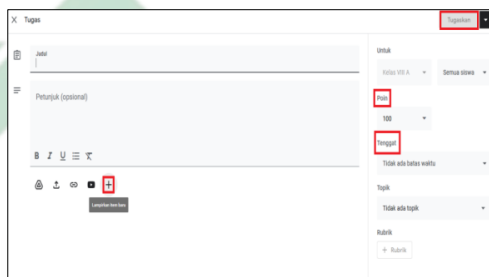 X Tugas
Tugaskan
Judul
Petunjuk (opsional)
B I U
Lampirkan item baru
Untuk
Kelas VIII A
Semua siswa
Poin
100
Tenggat
Tidak ada batas waktu
Topik
Tidak ada topik
Rubrik
+ Rubrik